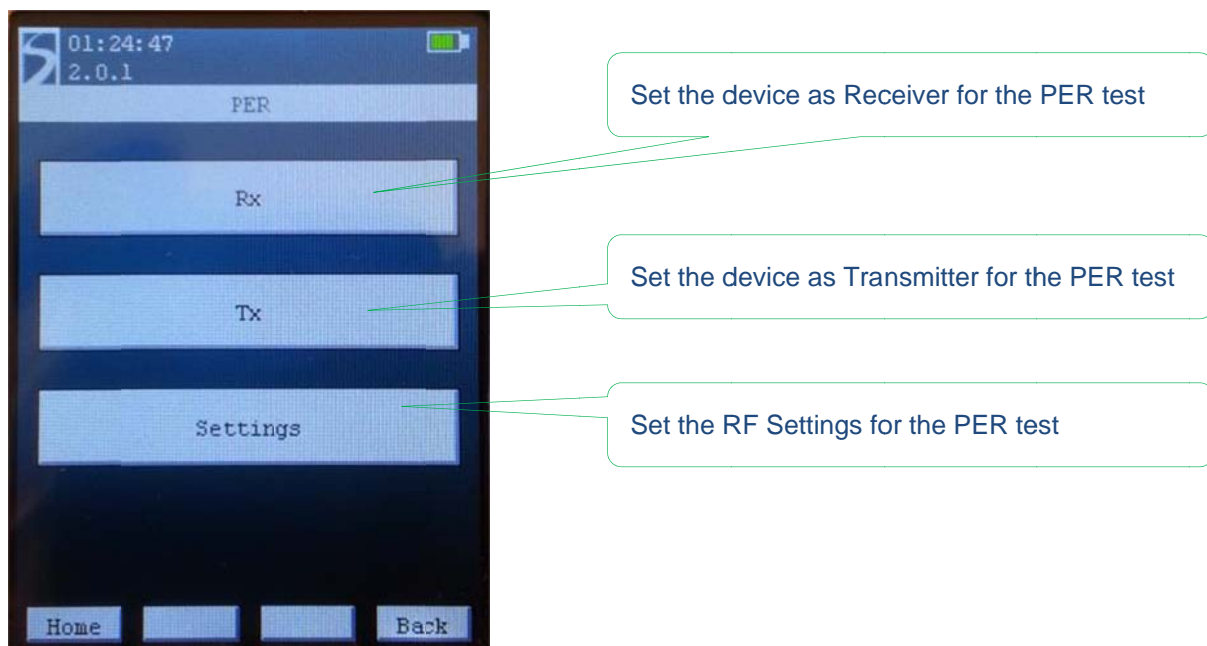 01:24:47
2.0.1
PER
Rx
Set the device as Receiver for the PER test
Tx
Set the device as Transmitter for the PER test
Settings
Set the RF Settings for the PER test
Home
Back